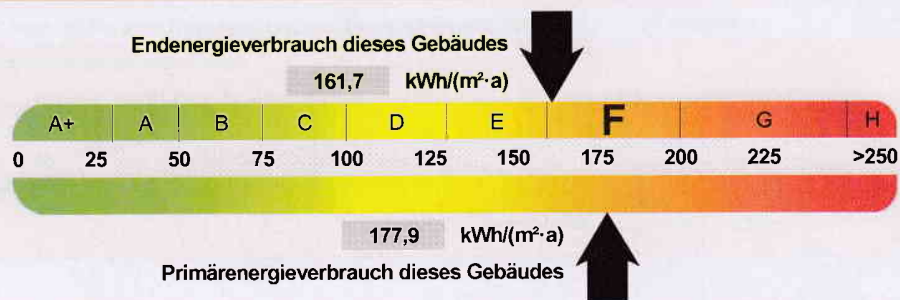 Endenergieverbrauch dieses Gebäudes
161,7 kWh/(m²·a)
A+ A B C D E F G H
0 25 50 75 100 125 150 175 200 225 >250
177,9 kWh/(m²·a)
Primärenergieverbrauch dieses Gebäudes